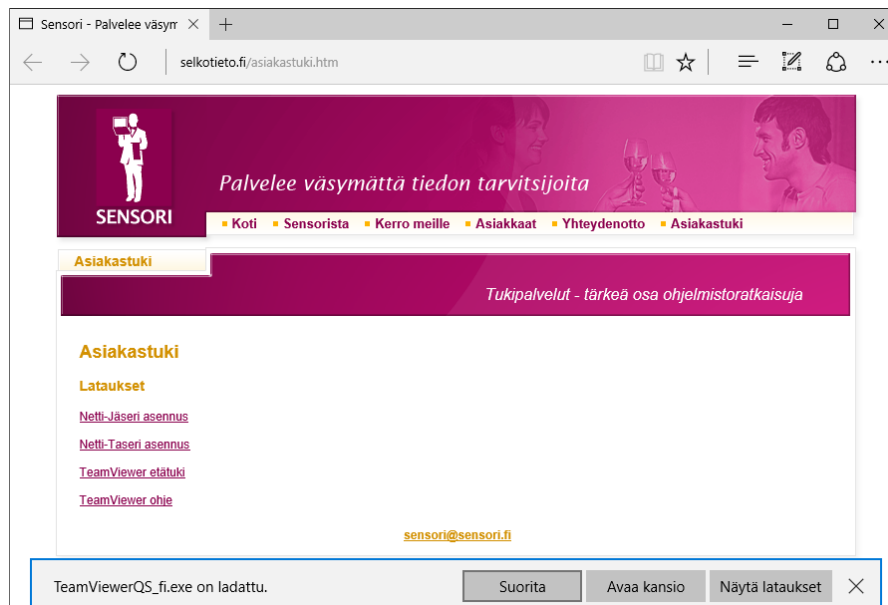 Sensori - Palvelee väsym
selkotieto.fi/asiakastuki.htm
Palvelee väsymättä tiedon tarvitsijoita
SENSORI
Koti Sensorista Kerro meille Asiakkaat Yhteydenotto Asiakastuki
Asiakastuki
Tukipalvelut - tärkeä osa ohjelmistoratkaisuja
Asiakastuki
Lataukset
Netti-Jäseri asennus
Netti-Taseri asennus
TeamViewer etätuki
TeamViewer ohje
sensori@sensori.fi
TeamViewerQS_fi.exe on ladattu. Suorita Avaa kansio Näytä lataukset